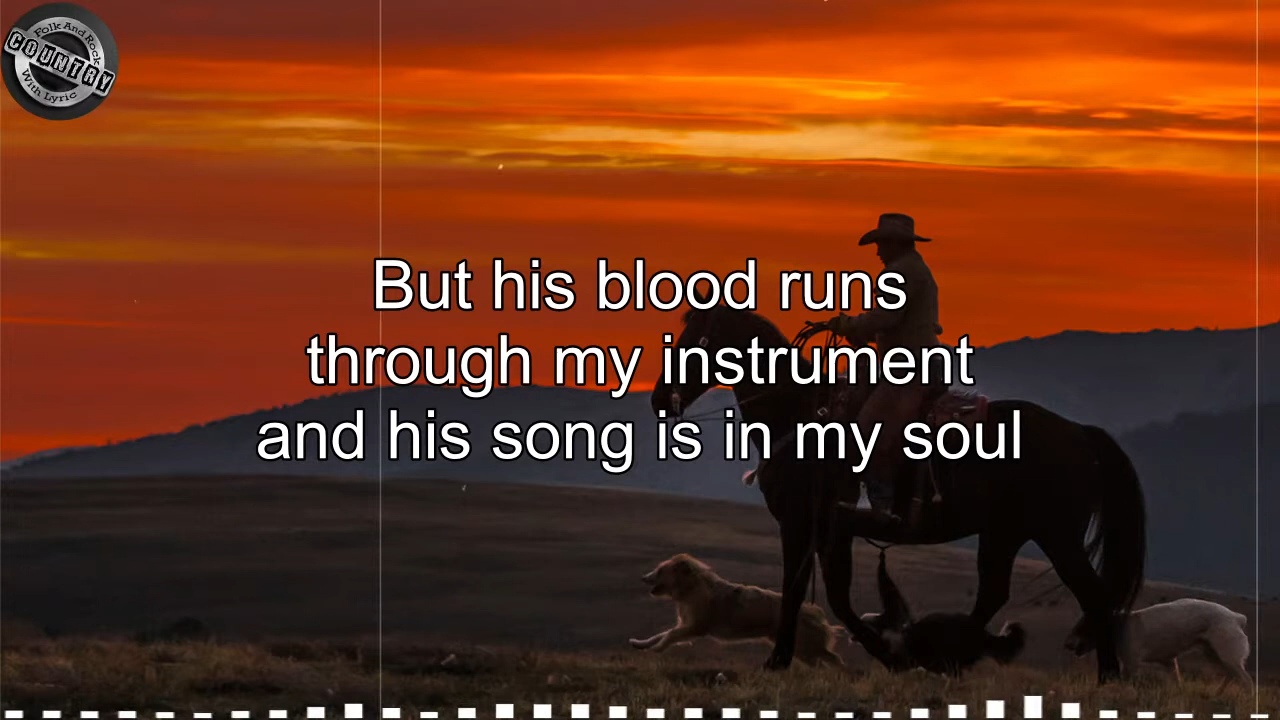 Folk And Rock
COUNTRY
With Lyric
But his blood runs
through my instrument
and his song is in my soul